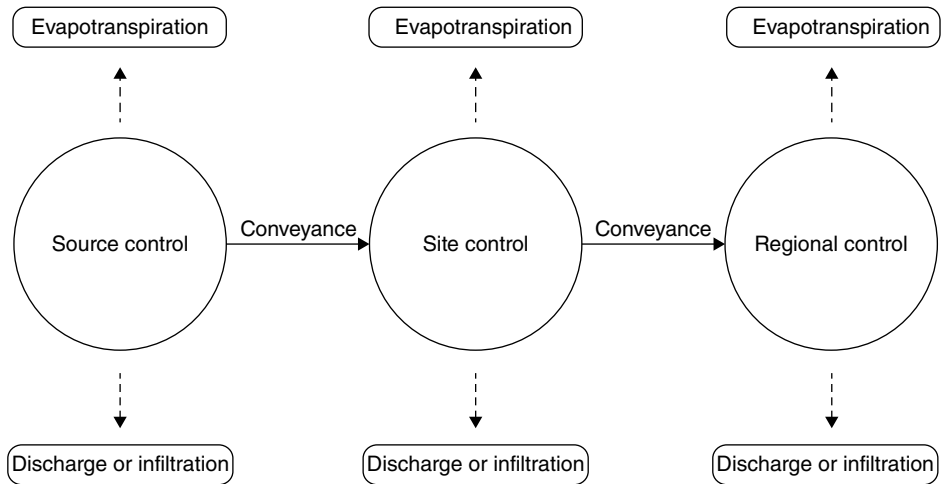 Evapotranspiration
Evapotranspiration
Evapotranspiration
Source control
Conveyance
Site control
Conveyance
Regional control
Discharge or infiltration
Discharge or infiltration
Discharge or infiltration